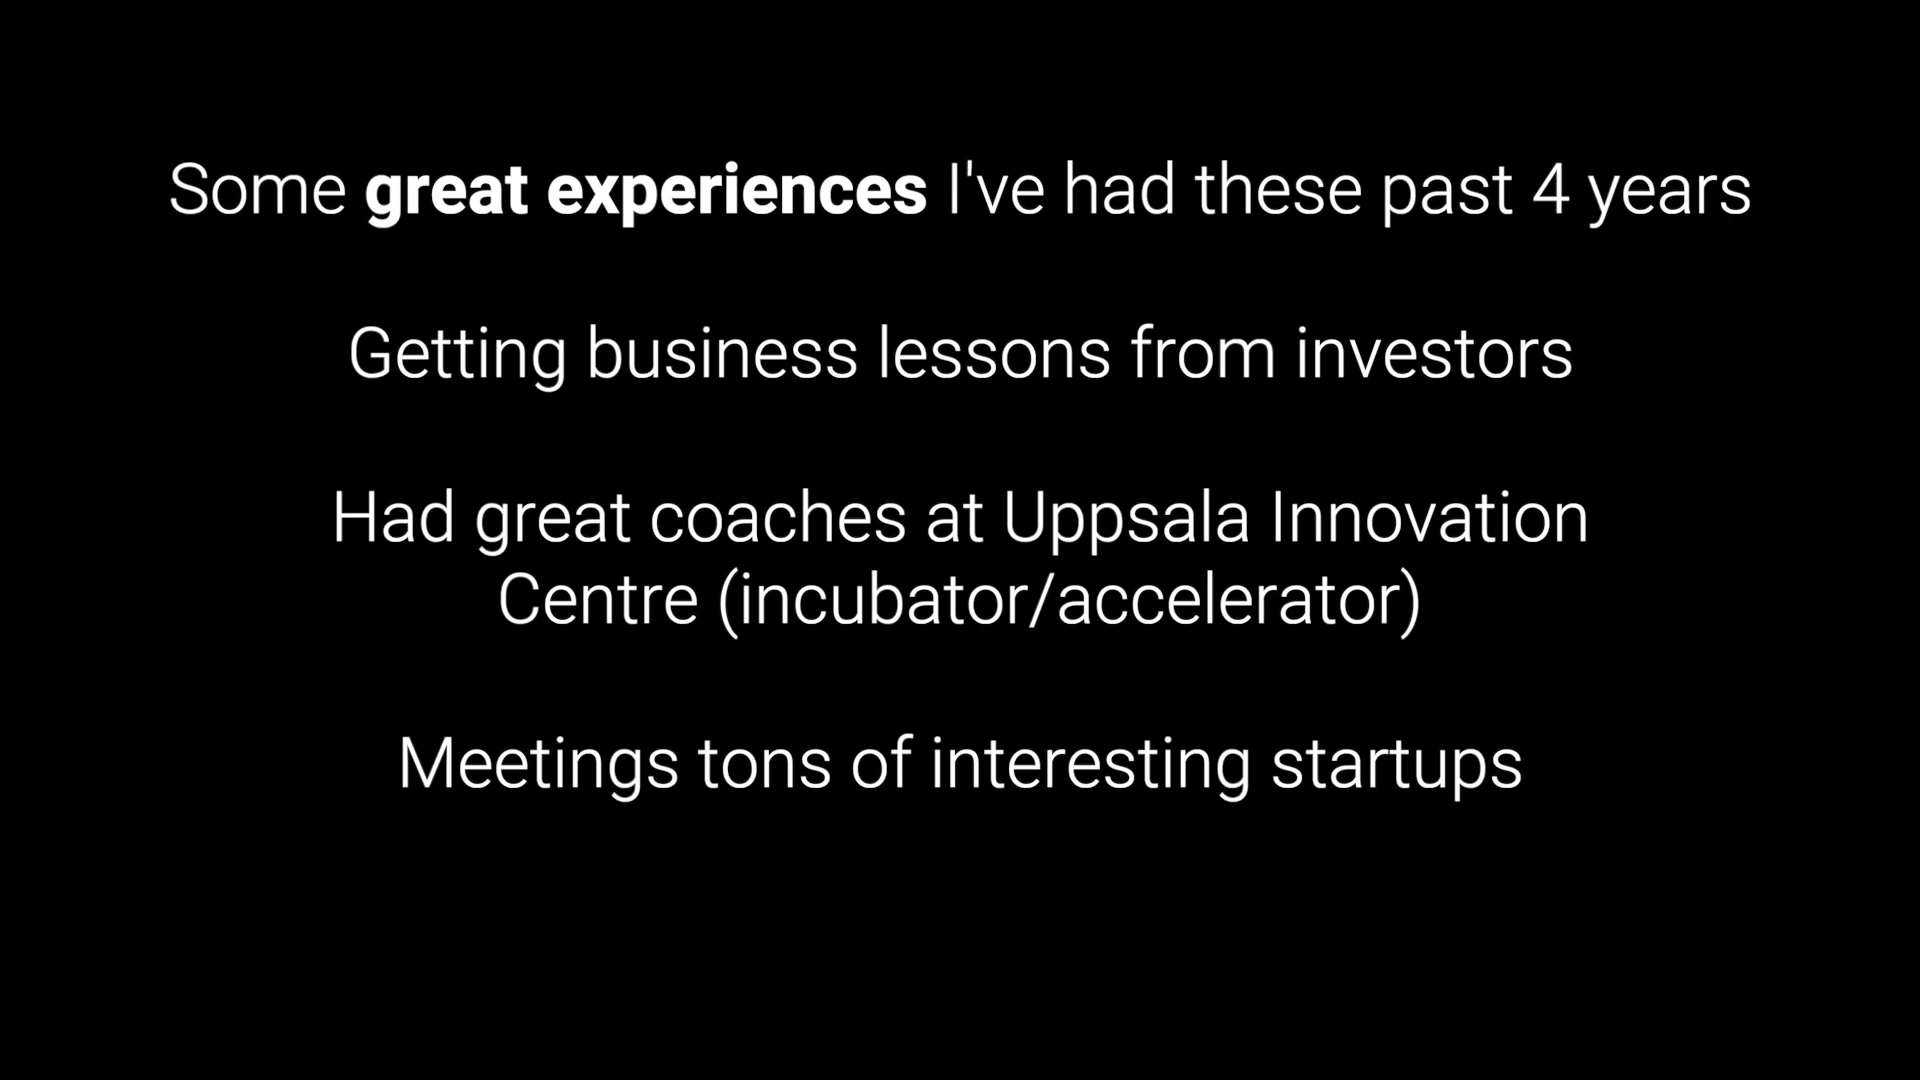 Some great experiences I've had these past 4 years
Getting business lessons from investors
Had great coaches at Uppsala Innovation
Centre (incubator/accelerator)
Meetings tons of interesting startups